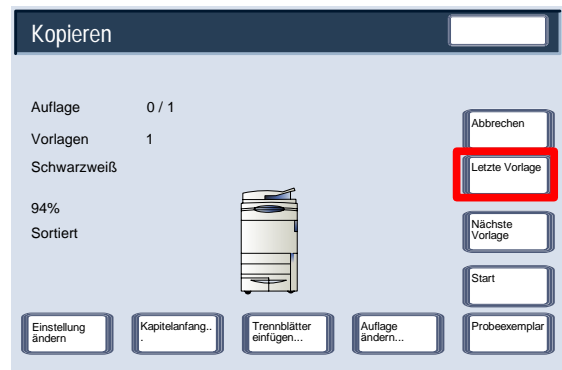 Kopieren
Auflage 0 / 1
Vorlagen 1
Schwarzweiß
94%
Sortiert
Abbrechen
Letzte Vorlage
Nächste
Vorlage
Start
Einstellung
ändern
Kapitelanfang..
.
Trennblätter
einfügen...
Auflage
ändern...
Probeexemplar